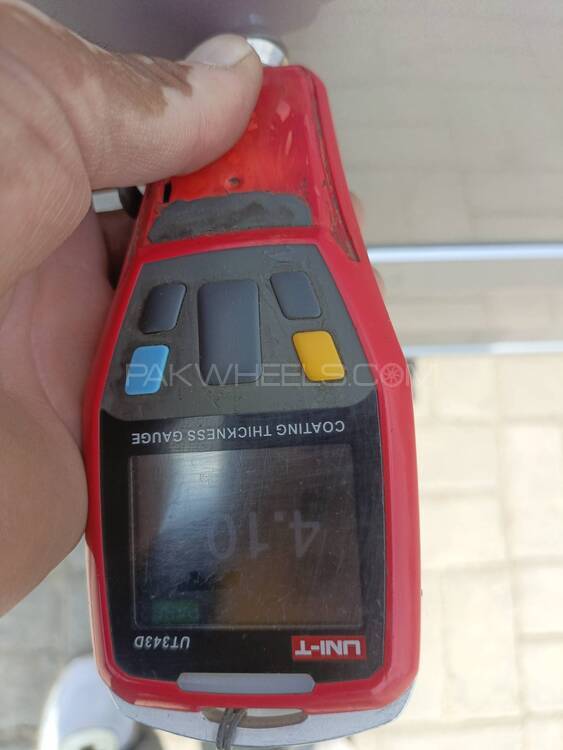 UNI-T
UT343D
4.10
COATING THICKNESS GAUGE
PAKWHEELS.COM